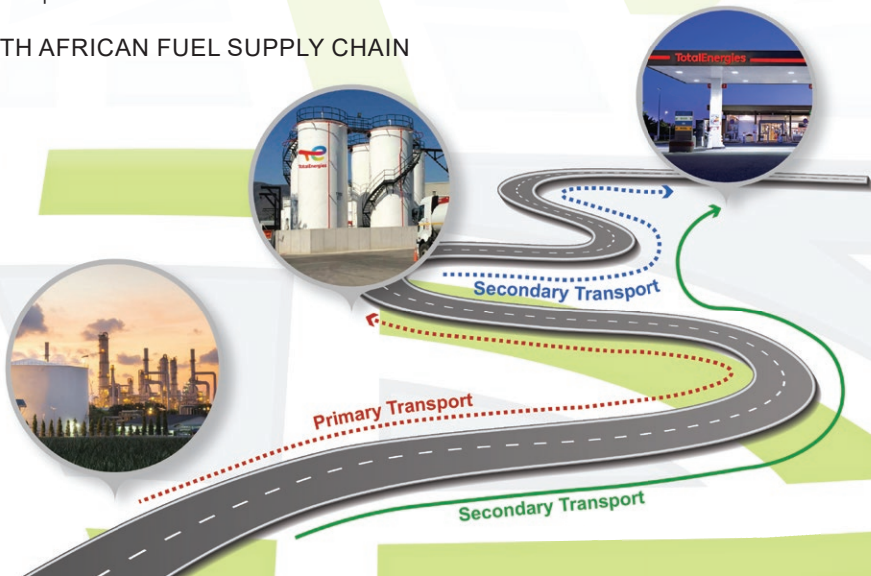 TH AFRICAN FUEL SUPPLY CHAIN
TotalEnergies
TotalEnergies
Secondary Transport
Primary Transport
Secondary Transport